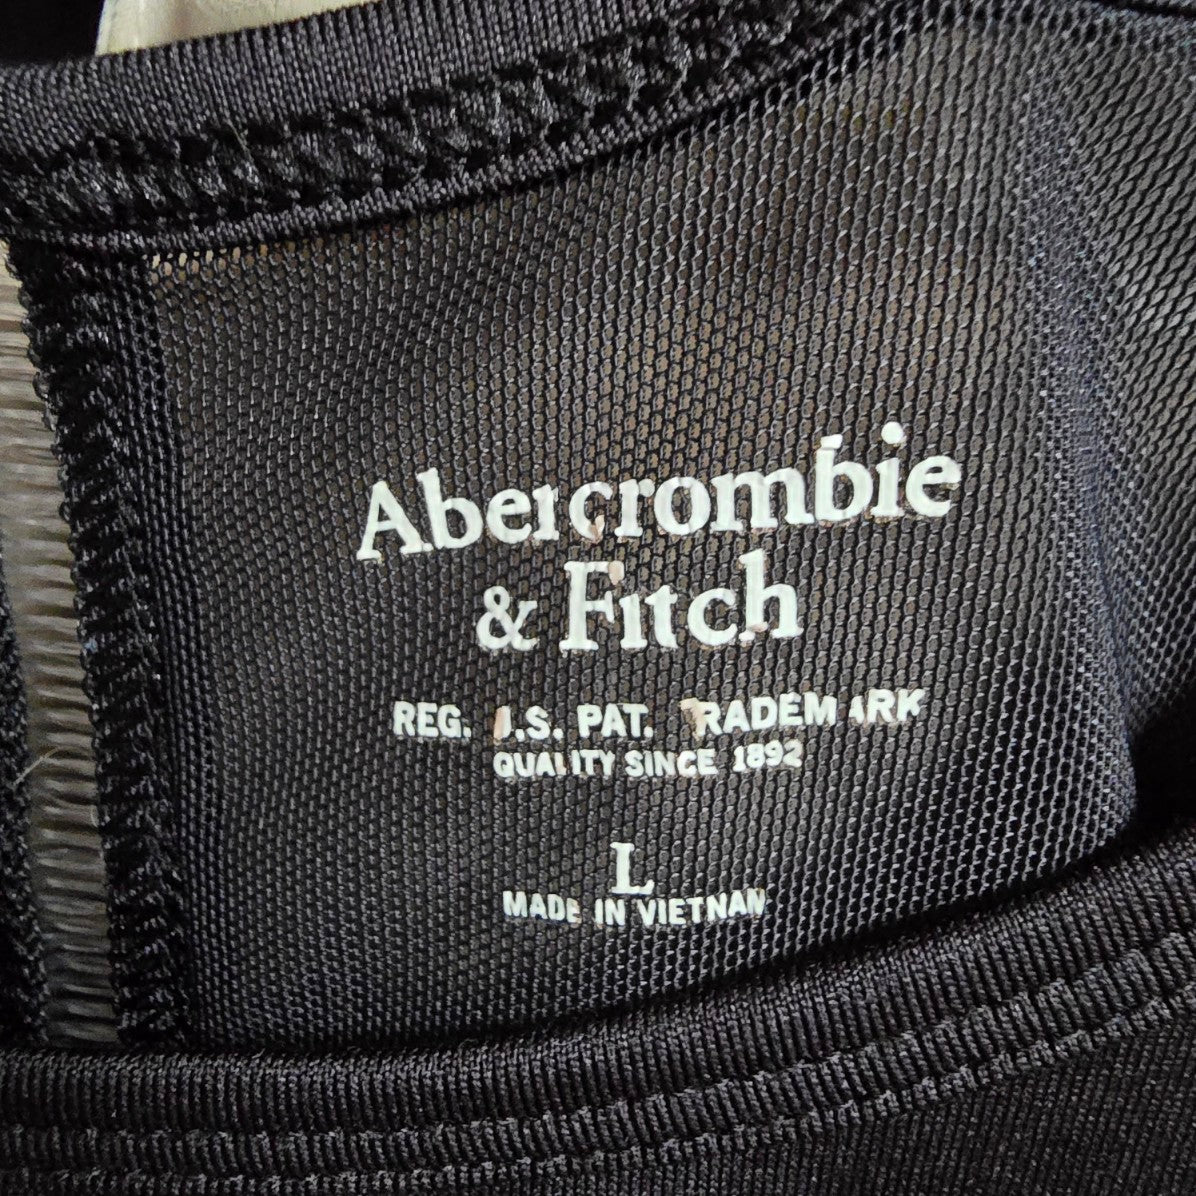 Abercrombie
& Fitch
REG. U.S. PAT. TRADEMARK
QUALITY SINCE 1892
L
MADE IN VIETNAM